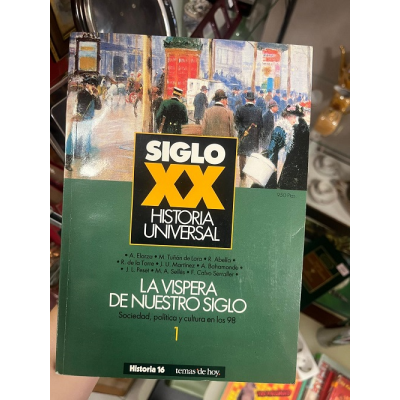 SIGLO
XX
HISTORIA
UNIVERSAL
• A. Elorza • M. Tuñón de Lara • R. Abella •
• R. de la Torre • J. U. Martínez • A. Bahamonde •
• J. L. Peset • M. A. Sellés • F. Calvo Serraller •
LA VISPERA
DE NUESTRO SIGLO
Sociedad, política y cultura en los 98
1
Historia 16
temas de hoy.